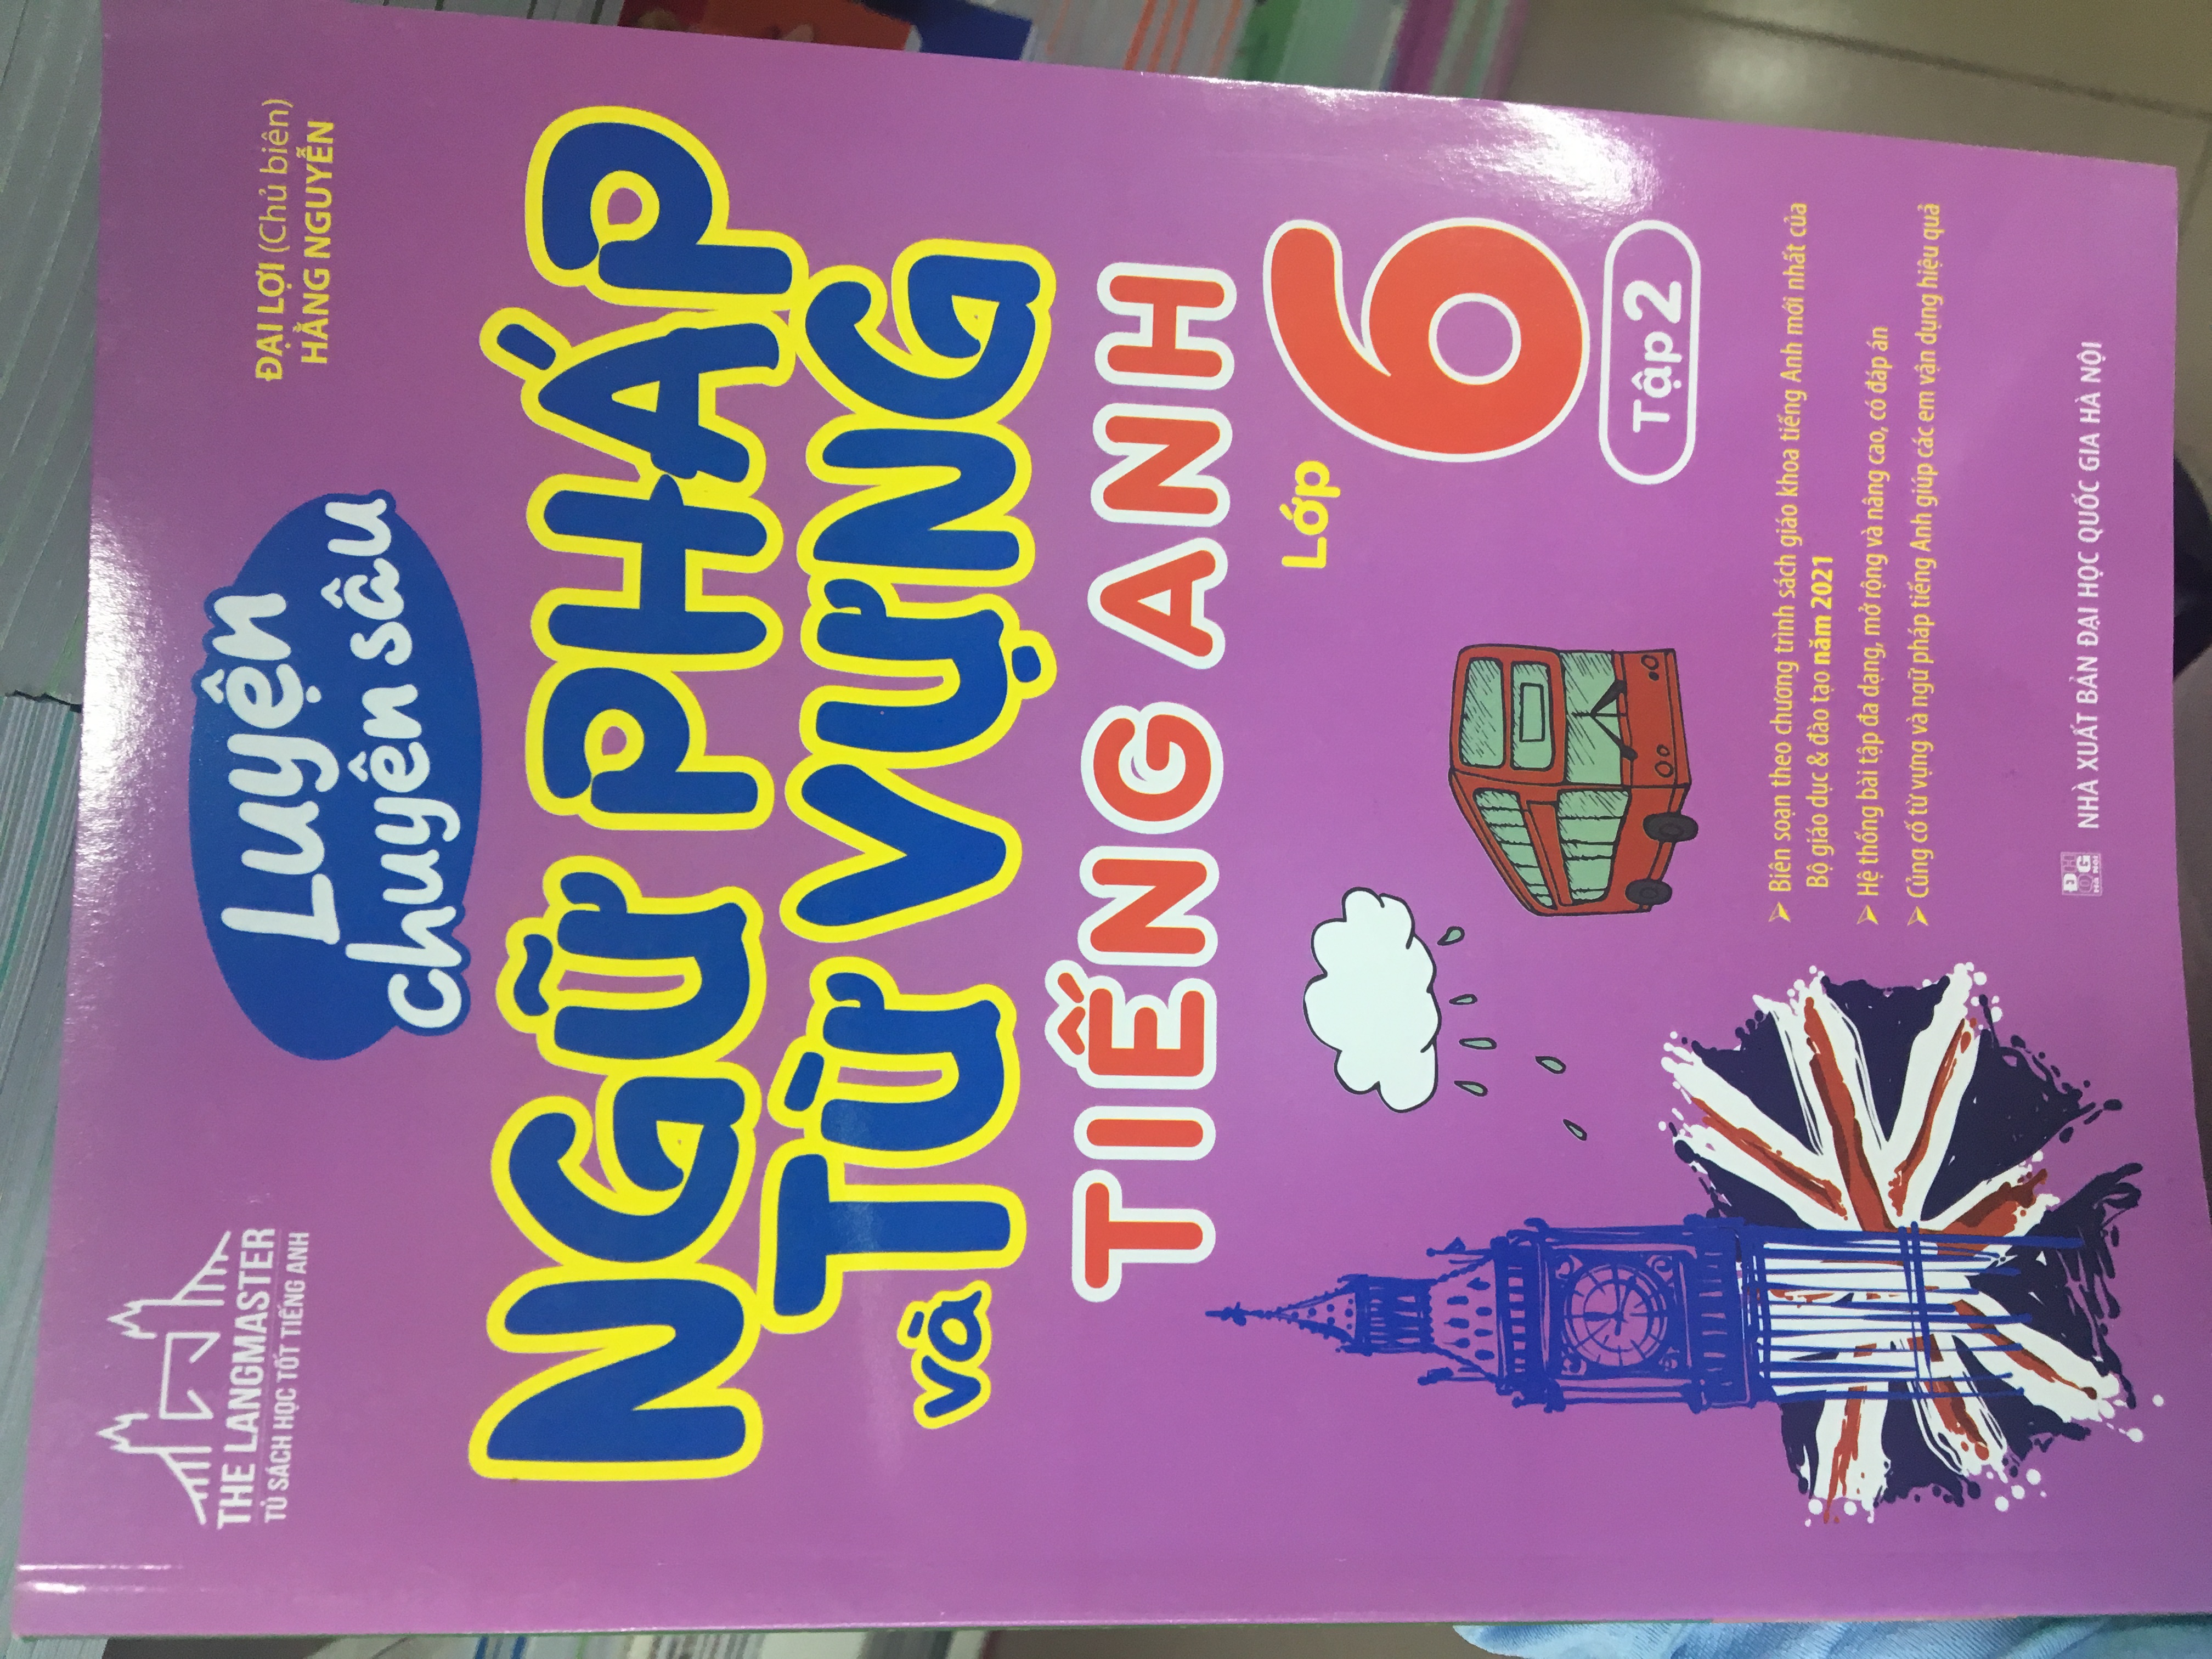 THE LANGMASTER
TỦ SÁCH HỌC TỐT TIẾNG ANH
ĐẠI LỢI (Chủ biên)
HẰNG NGUYỄN
Luyện
chuyên sâu
NGỮ PHÁP
và TỪ VỰNG
TIẾNG ANH
Lớp 6
Tập 2
➢ Biên soạn theo chương trình sách giáo khoa tiếng Anh mới nhất của
Bộ giáo dục & đào tạo năm 2021
➢ Hệ thống bài tập đa dạng, mở rộng và nâng cao, có đáp án
➢ Củng cố từ vựng và ngữ pháp tiếng Anh giúp các em vận dụng hiệu quả
ĐH
QG
HÀ NỘI
NHÀ XUẤT BẢN ĐẠI HỌC QUỐC GIA HÀ NỘI